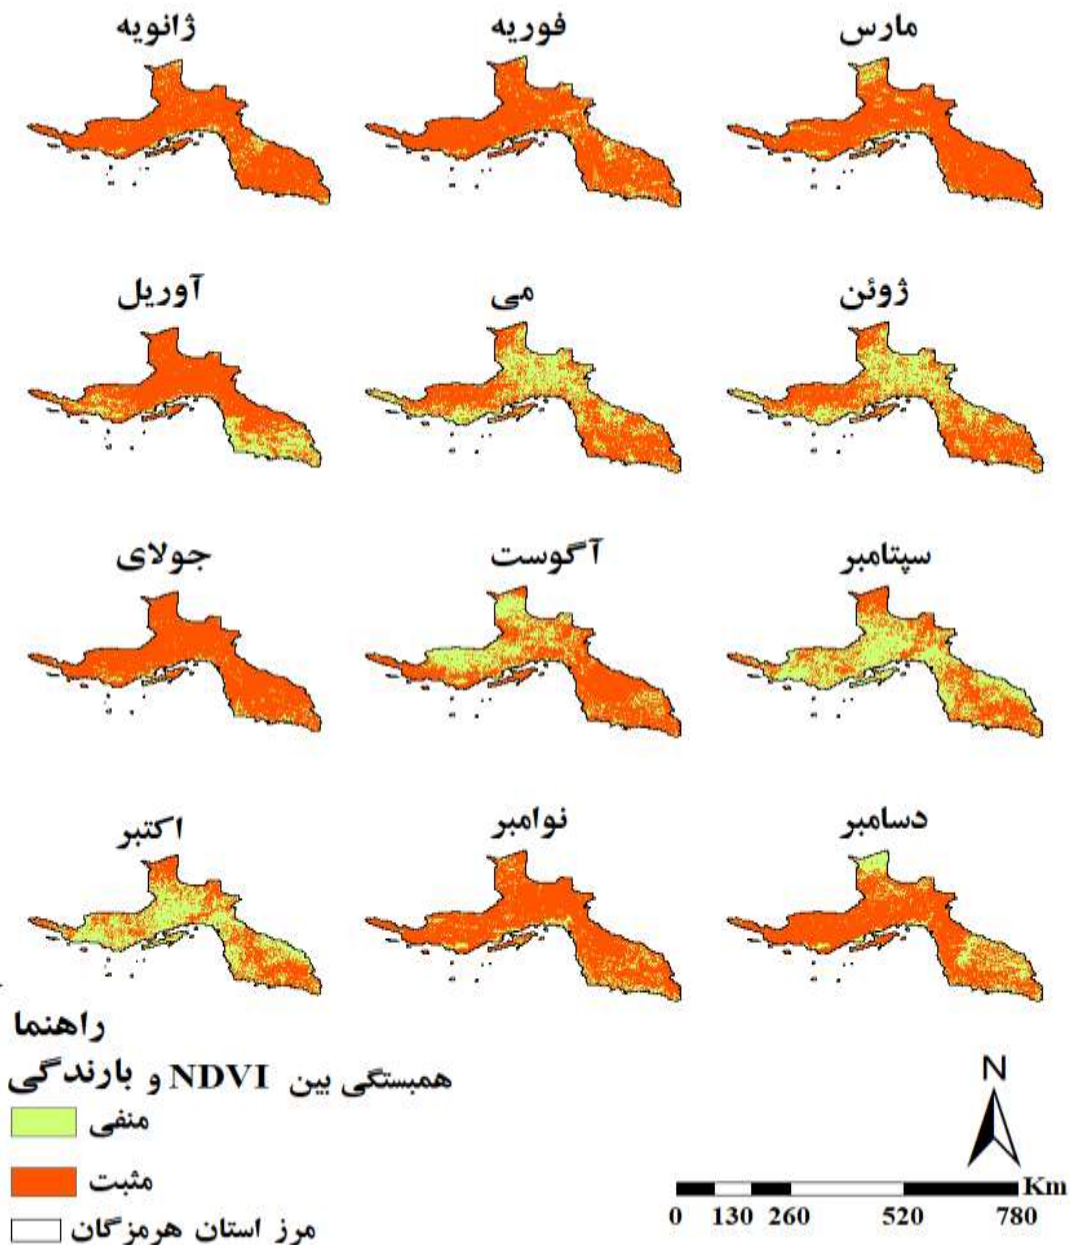 ژانویه
فوریه
مارس
آوریل
می
ژوئن
جولای
آگوست
سپتامبر
اکتبر
نوامبر
دسامبر
راهنما
همبستگی بین NDVI و بارندگی
منفی
مثبت
مرز استان هرمزگان
N
Km
0 130 260 520 780